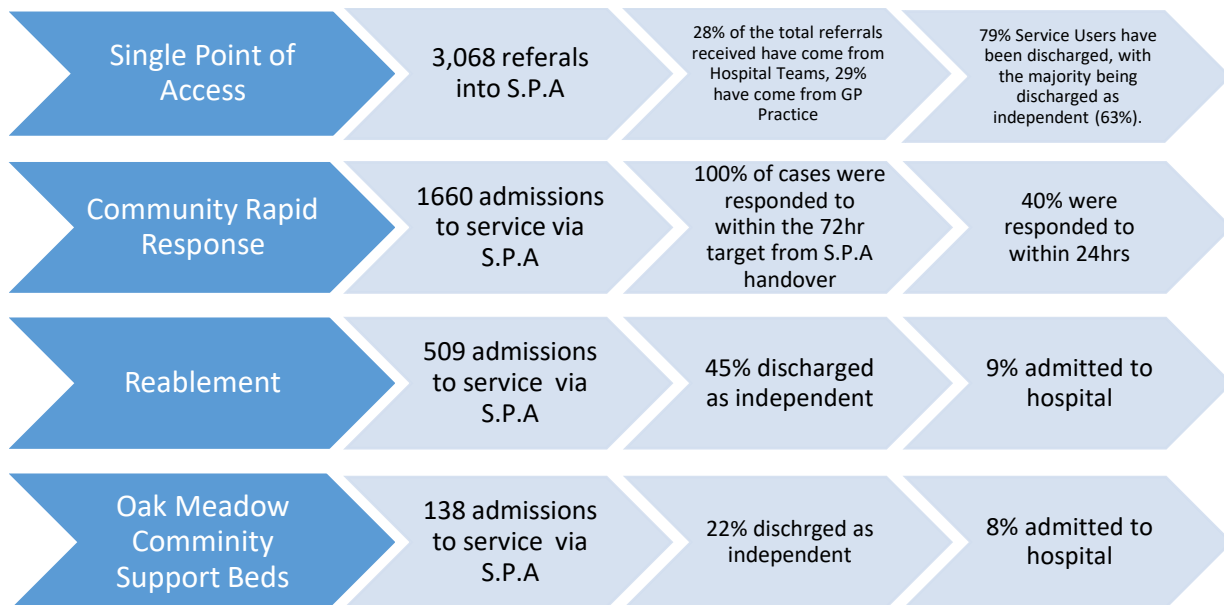 Single Point of
Access
3,068 referals
into S.P.A
28% of the total referrals
received have come from
Hospital Teams, 29%
have come from GP
Practice
79% Service Users have
been discharged, with
the majority being
discharged as
independent (63%).
Community Rapid
Response
1660 admissions
to service via
S.P.A
100% of cases were
responded to
within the 72hr
target from S.P.A
handover
40% were
responded to
within 24hrs
Reablement
509 admissions
to service via
S.P.A
45% discharged
as independent
9% admitted to
hospital
Oak Meadow
Comminity
Support Beds
138 admissions
to service via
S.P.A
22% dischrged as
independent
8% admitted to
hospital